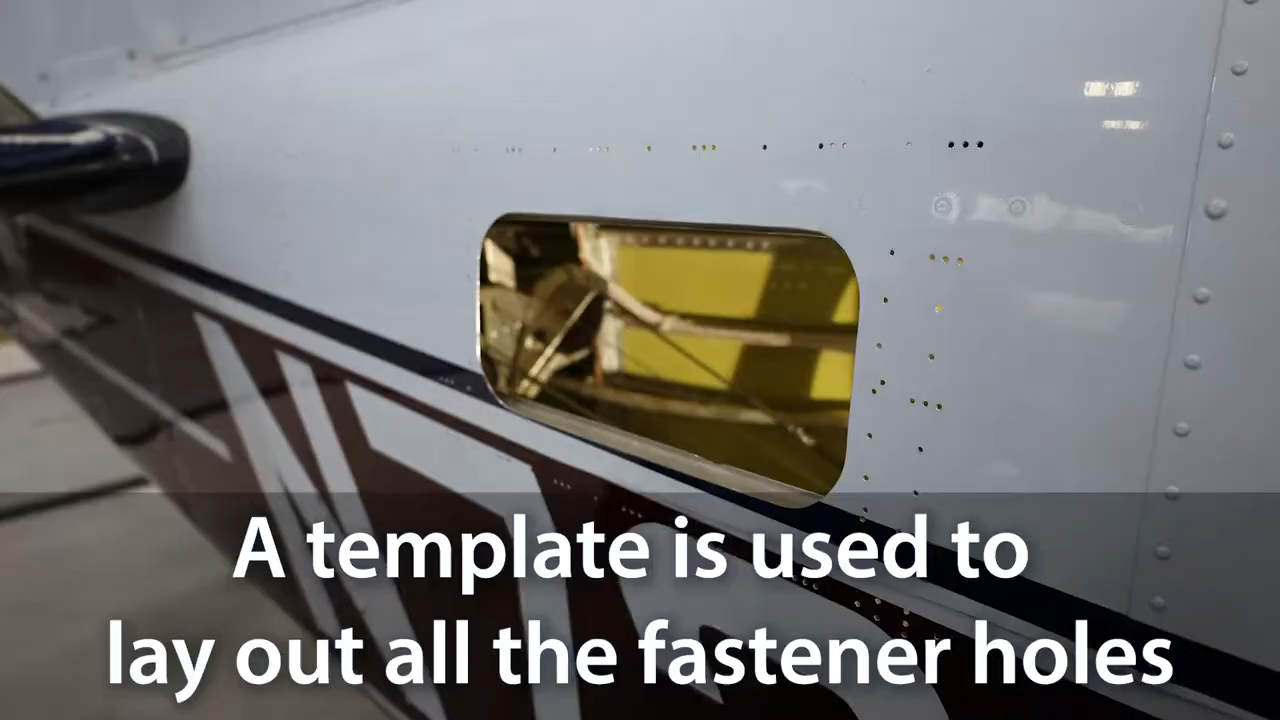 A template is used to
lay out all the fastener holes